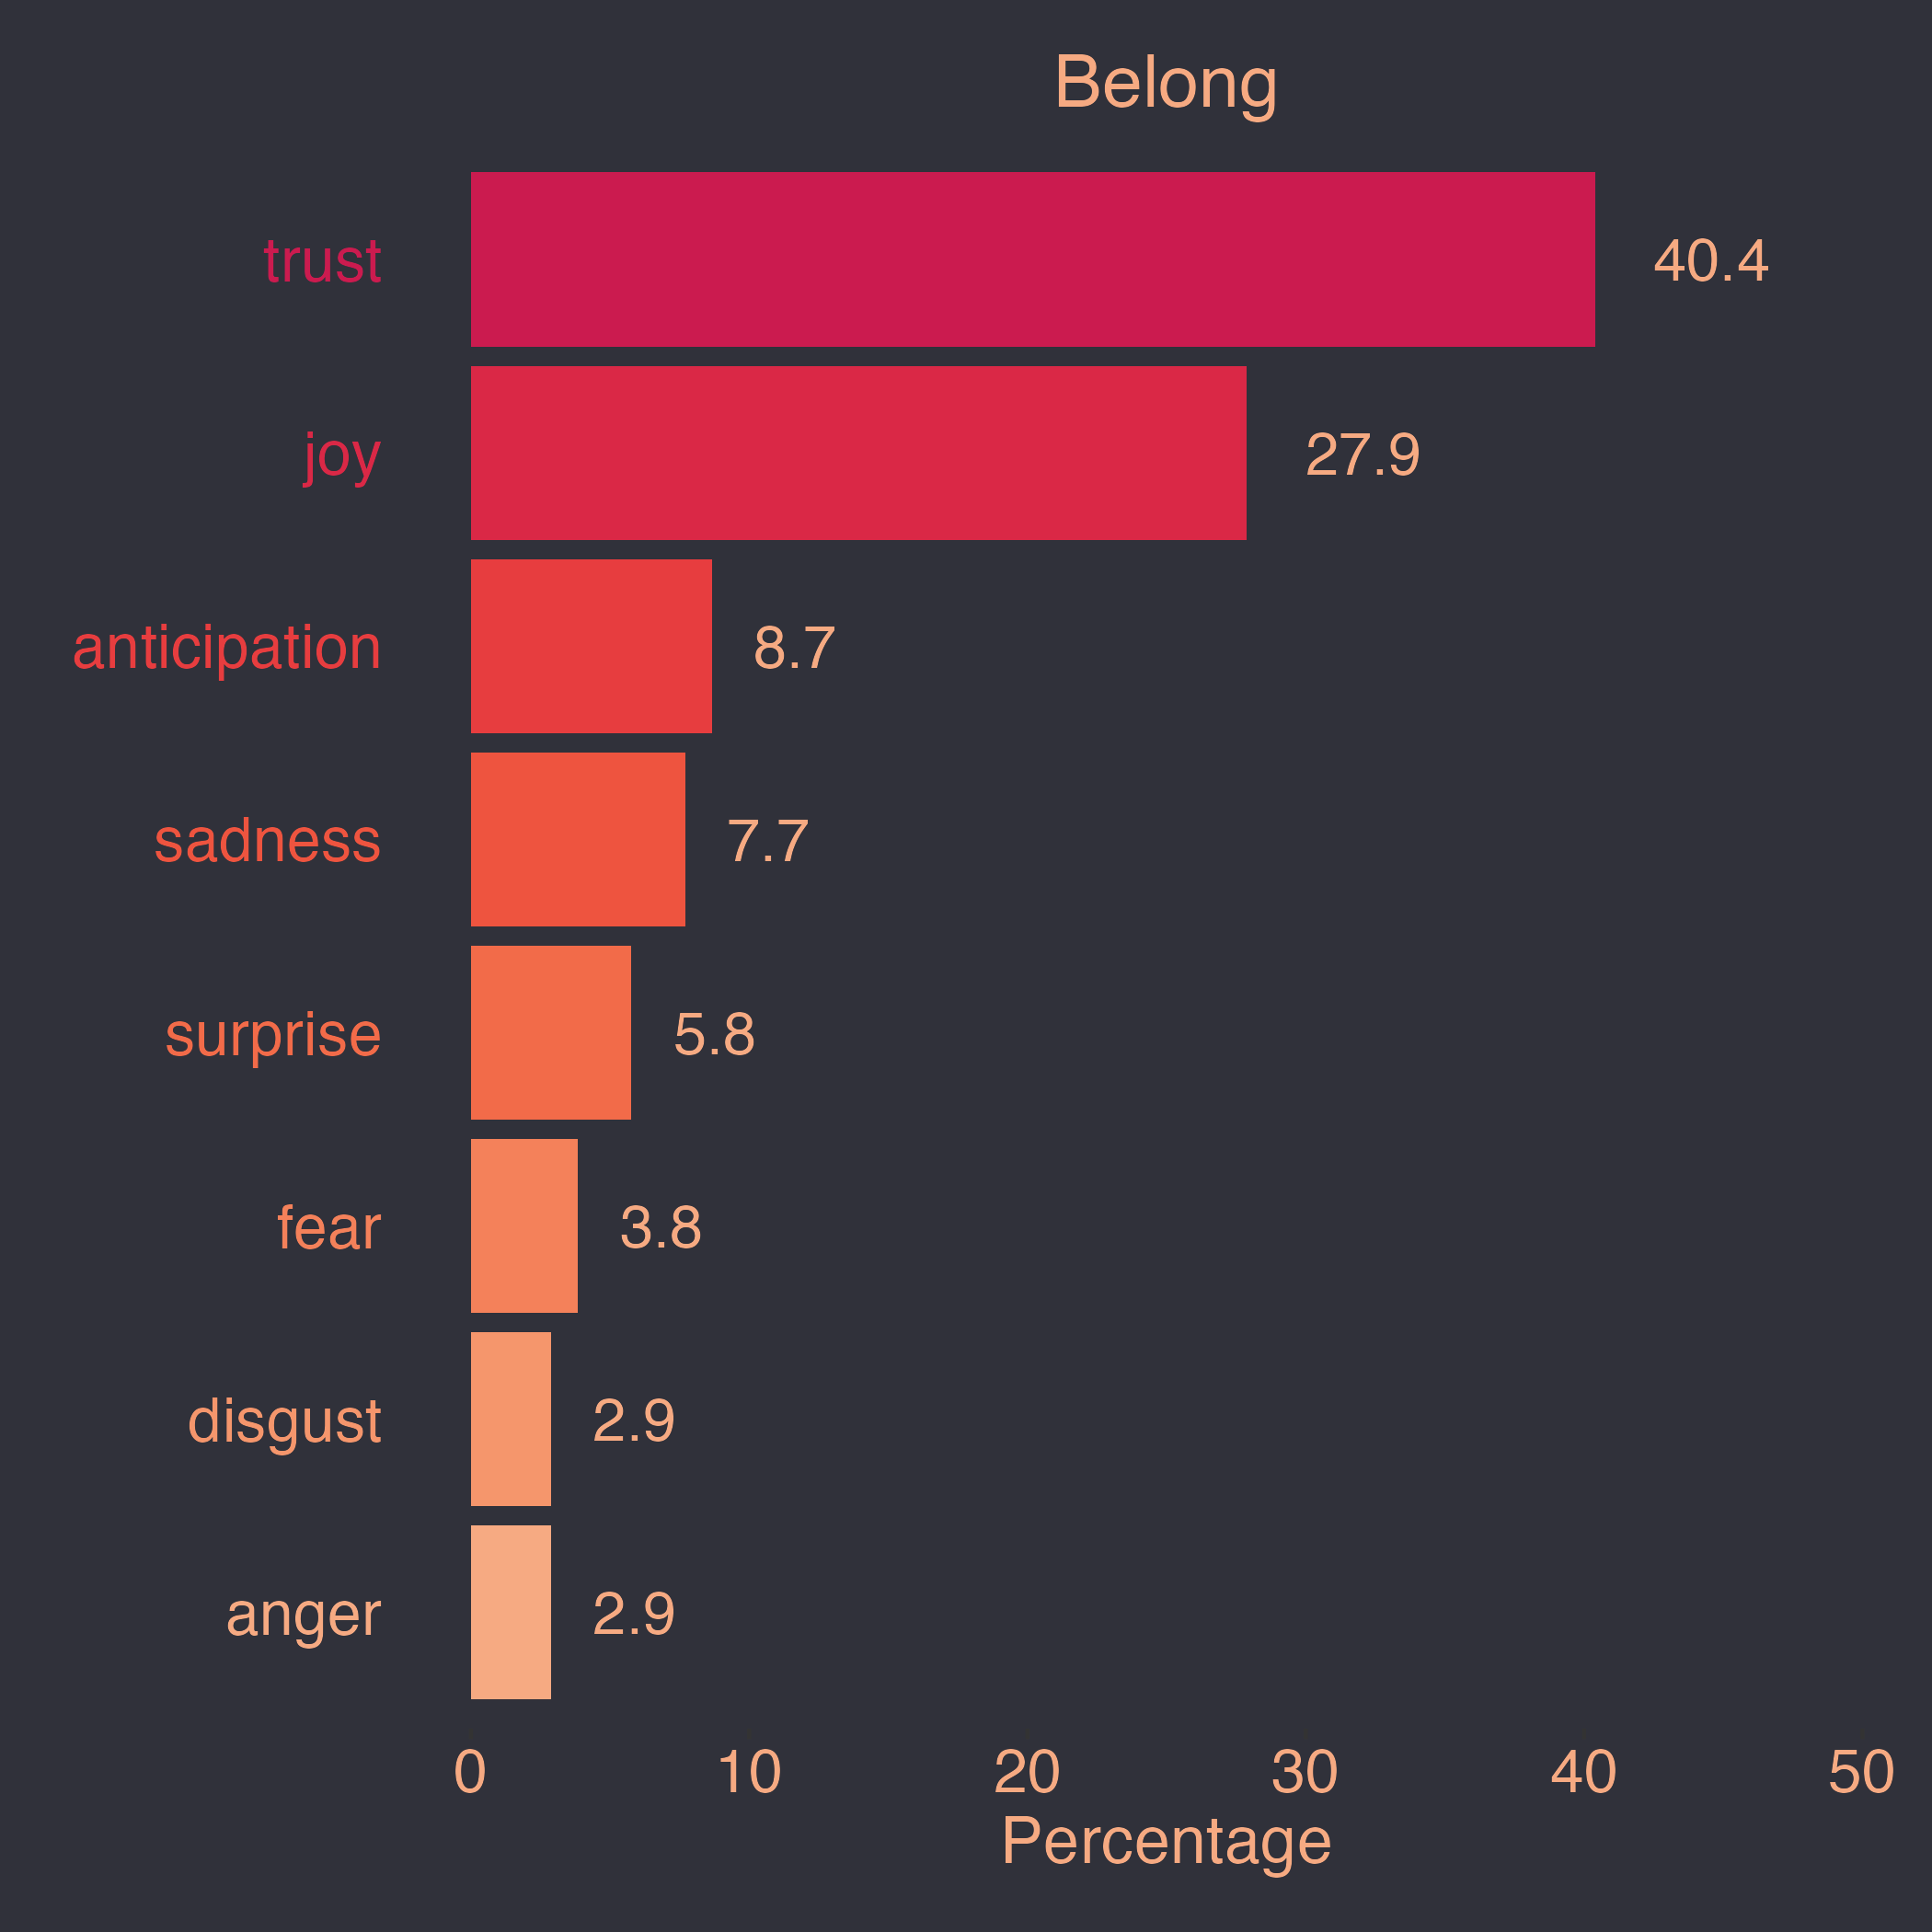 Belong
trust 40.4
joy 27.9
anticipation 8.7
sadness 7.7
surprise 5.8
fear 3.8
disgust 2.9
anger 2.9
0 10 20 30 40 50
Percentage